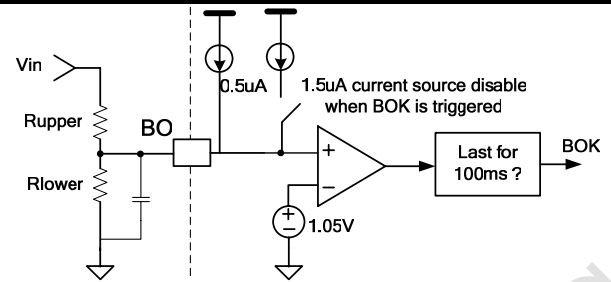 Vin
0.5uA
1.5uA current source disable
when BOK is triggered
Rupper
BO
+
Last for
100ms ?
BOK
Rlower
−
+
−
1.05V